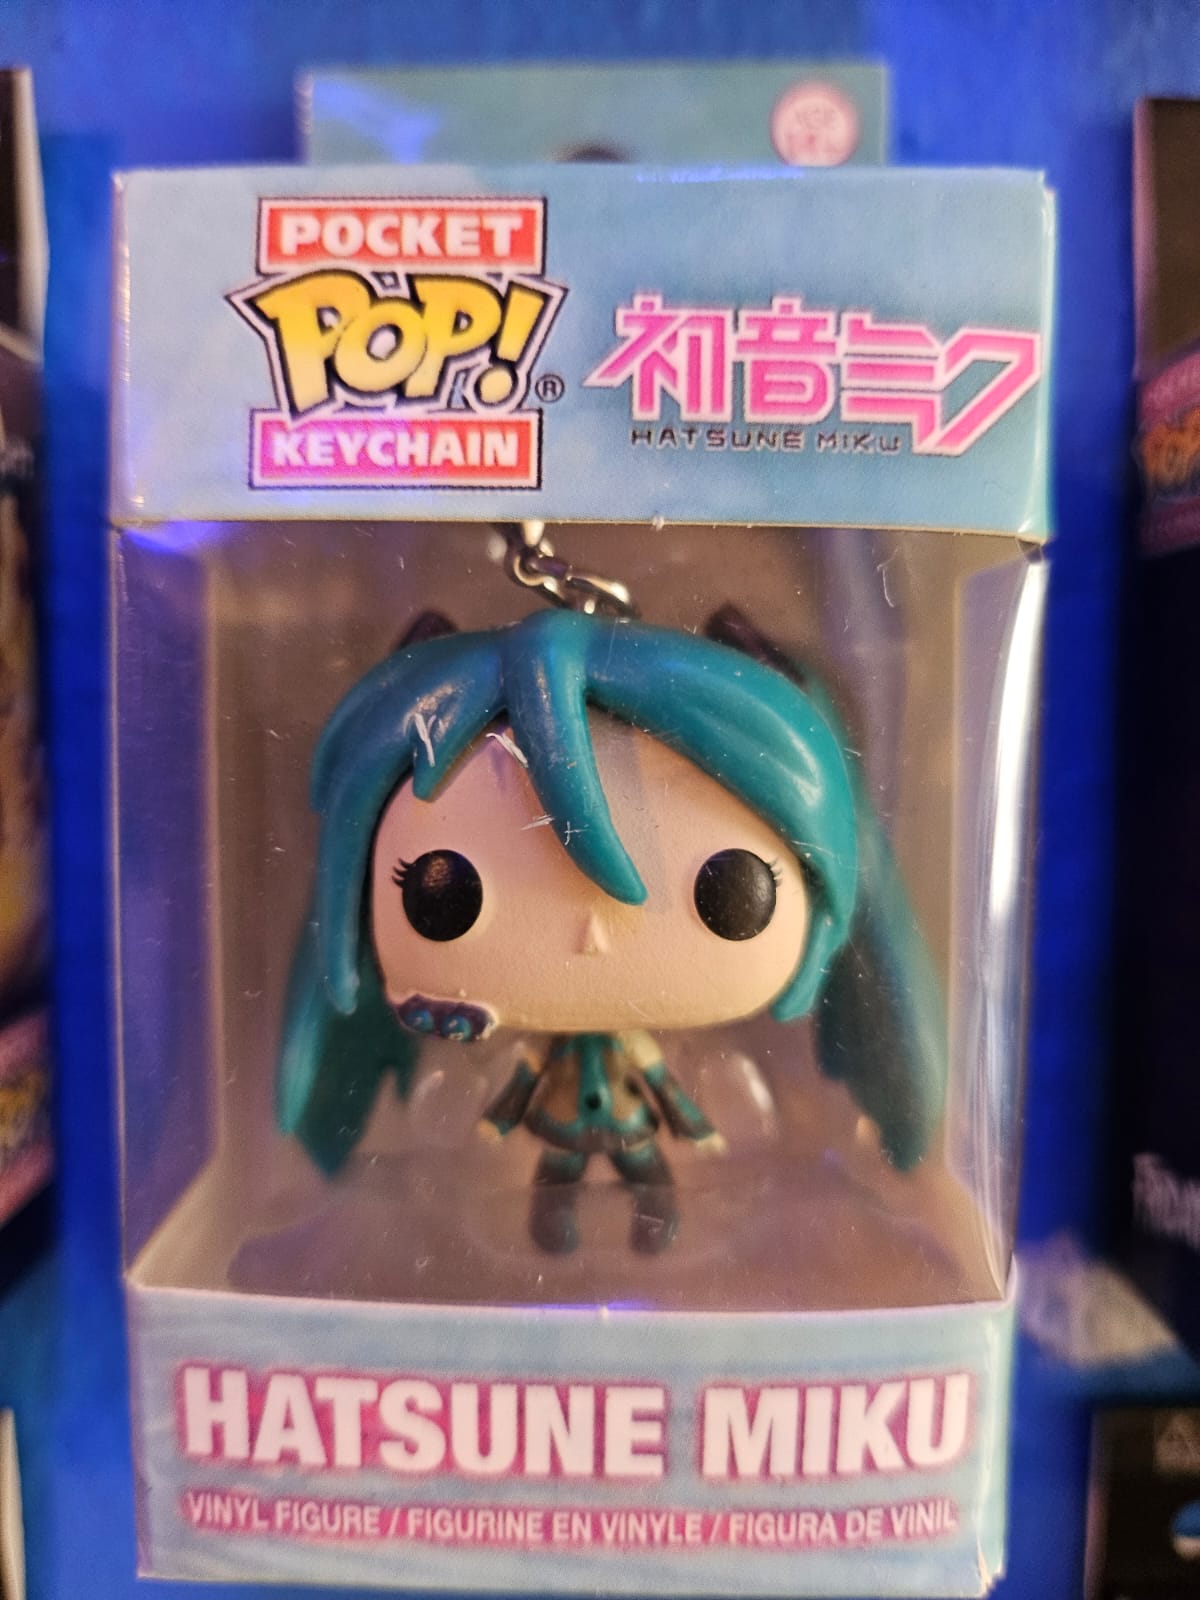 POCKET
POP!®
KEYCHAIN
初音ミク
HATSUNE MIKU
HATSUNE MIKU
VINYL FIGURE / FIGURINE EN VINYLE / FIGURA DE VINIL